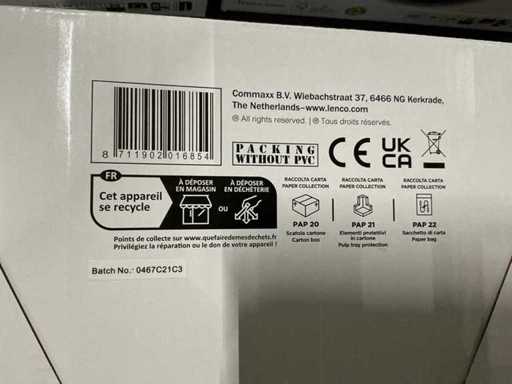 Commaxx B.V. Wiebachstraat 37, 6466 NG Kerkrade,
The Netherlands–www.lenco.com
® All rights reserved. | ® Tous droits réservés.
8 711902 016854
PACKING
WITHOUT PVC
CE
UK
CA
FR
Cet appareil
se recycle
À DÉPOSER
EN MAGASIN
OU
À DÉPOSER
EN DÉCHÈTERIE
Points de collecte sur www.quefairedemesdechets.fr
Privilégiez la réparation ou le don de votre appareil!
RACCOLTA CARTA
PAPER COLLECTION
PAP 20
Scatola cartone
Carton box
RACCOLTA CARTA
PAPER COLLECTION
PAP 21
Elementi protettivi
in cartone
Pulp tray protection
RACCOLTA CARTA
PAPER COLLECTION
PAP 22
Sacchetto di carta
Paper bag
Batch No.: 0467C21C3